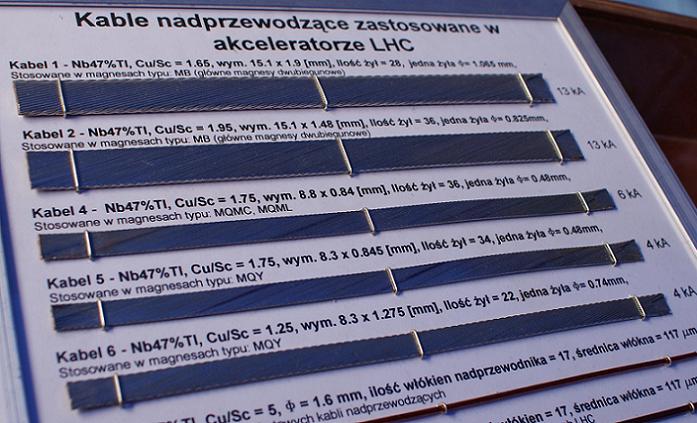 Kable nadprzewodzące zastosowane w
akceleratorze LHC
Kabel 1 - Nb47%Ti, Cu/Sc = 1.65, wym. 15.1 x 1.9 [mm], Ilość żył = 28, jedna żyła Φ= 1.065 mm,
Stosowane w magnesach typu: MB (główne magnesy dwubiegunowe)
13 kA
Kabel 2 - Nb47%Ti, Cu/Sc = 1.95, wym. 15.1 x 1.48 [mm], Ilość żył = 36, jedna żyła Φ= 0.825mm,
Stosowane w magnesach typu: MB (główne magnesy dwubiegunowe)
13 kA
Kabel 4 - Nb47%Ti, Cu/Sc = 1.75, wym. 8.8 x 0.84 [mm], Ilość żył = 36, jedna żyła Φ= 0.48mm,
Stosowane w magnesach typu: MQMC, MQML
6 kA
Kabel 5 - Nb47%Ti, Cu/Sc = 1.75, wym. 8.3 x 0.845 [mm], Ilość żył = 34, jedna żyła Φ= 0.48mm,
Stosowane w magnesach typu: MQY
4 kA
Kabel 6 - Nb47%Ti, Cu/Sc = 1.25, wym. 8.3 x 1.275 [mm], Ilość żył = 22, jedna żyła Φ= 0.74mm,
Stosowane w magnesach typu: MQY
4 kA
%Ti, Cu/Sc = 5, Φ = 1.6 mm, ilość włókien nadprzewodnika = 17, średnica włókna = 117 μm
kabli nadprzewodzących
włókien = 17, średnica włókna = 117 μm
LHC